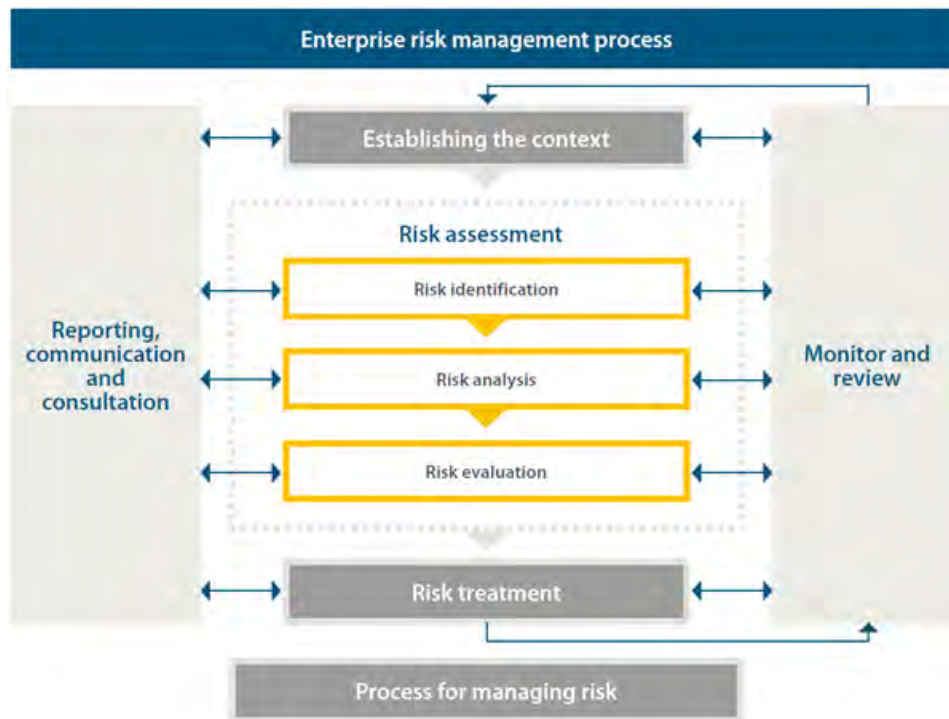 Enterprise risk management process
Establishing the context
Risk assessment
Risk identification
Risk analysis
Risk evaluation
Reporting,
communication
and
consultation
Monitor and
review
Risk treatment
Process for managing risk